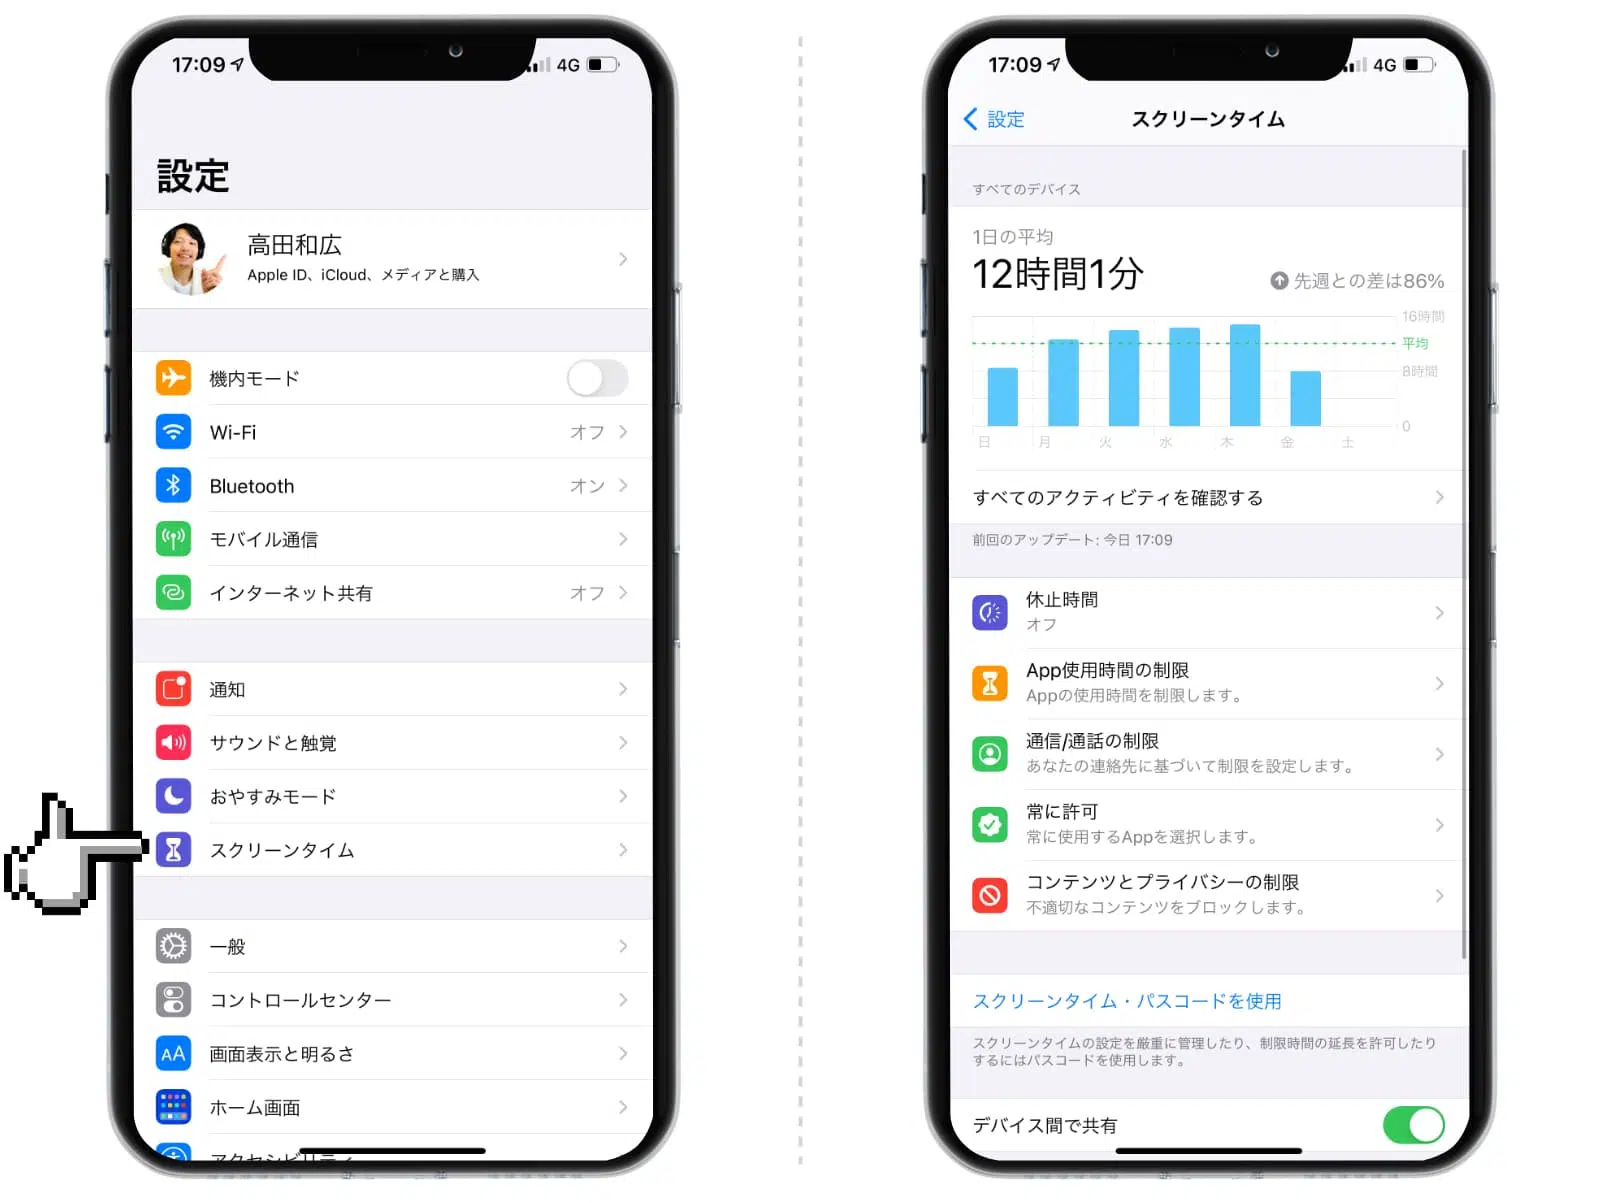 17:09
4G
設定
高田和広
Apple ID、iCloud、メディアと購入
機内モード
Wi-Fi オフ
Bluetooth オン
モバイル通信
インターネット共有 オフ
通知
サウンドと触覚
おやすみモード
スクリーンタイム
一般
コントロールセンター
AA 画面表示と明るさ
ホーム画面
アクセシビリティ
17:09
4G
設定 スクリーンタイム
すべてのデバイス
1日の平均
12時間1分
先週との差は86%
16時間
平均
8時間
0
日 月 火 水 木 金 土
すべてのアクティビティを確認する
前回のアップデート: 今日 17:09
休止時間
オフ
App使用時間の制限
Appの使用時間を制限します。
通信/通話の制限
あなたの連絡先に基づいて制限を設定します。
常に許可
常に使用するAppを選択します。
コンテンツとプライバシーの制限
不適切なコンテンツをブロックします。
スクリーンタイム・パスコードを使用
スクリーンタイムの設定を厳重に管理したり、制限時間の延長を許可したり
するにはパスコードを使用します。
デバイス間で共有